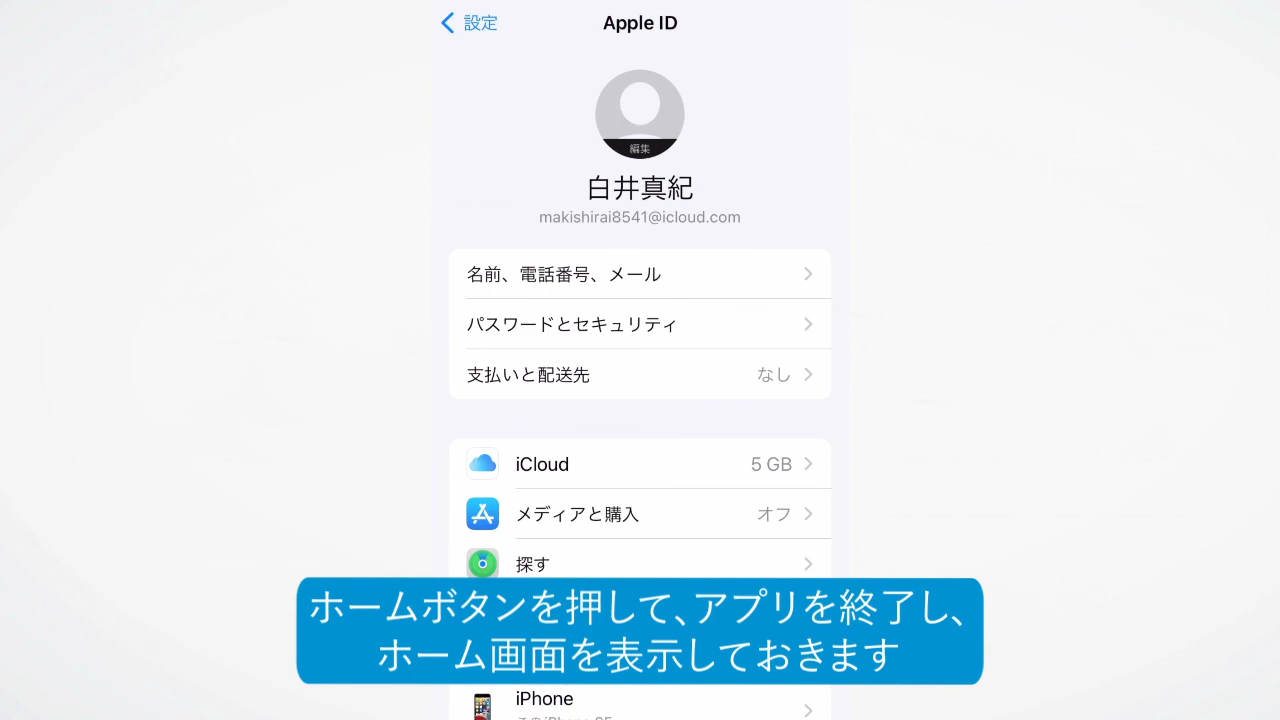 設定
Apple ID
編集
白井真紀
makishirai8541@icloud.com
名前、電話番号、メール
パスワードとセキュリティ
支払いと配送先 なし
iCloud 5 GB
メディアと購入 オフ
探す
ホームボタンを押して、アプリを終了し、
ホーム画面を表示しておきます
iPhone